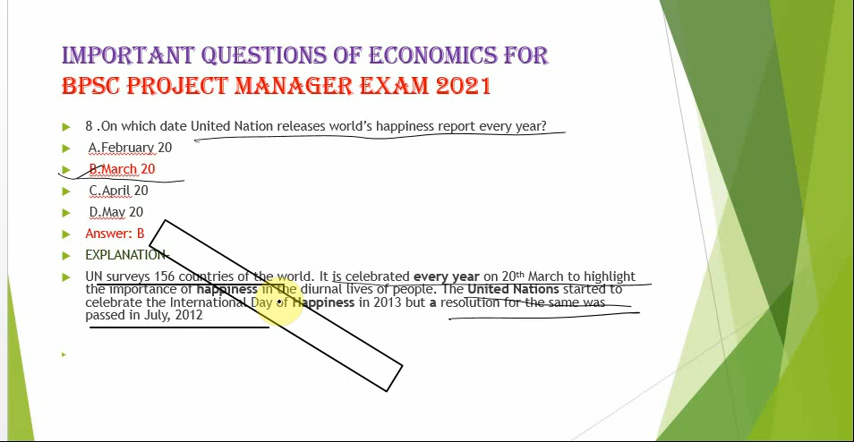 IMPORTANT QUESTIONS OF ECONOMICS FOR
BPSC PROJECT MANAGER EXAM 2021
8 .On which date United Nation releases world's happiness report every year?
A.February 20
B.March 20
C.April 20
D.May 20
Answer: B
EXPLANATION-
UN surveys 156 countries of the world. It is celebrated every year on 20th March to highlight
the importance of happiness in the diurnal lives of people. The United Nations started to
celebrate the International Day of Happiness in 2013 but a resolution for the same was
passed in July, 2012